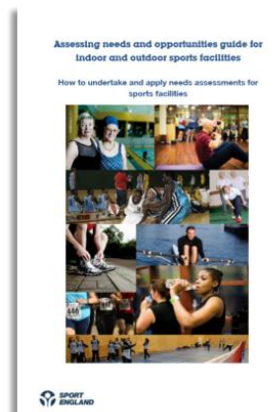 Assessing needs and opportunities guide for
indoor and outdoor sports facilities
How to undertake and apply needs assessments for
sports facilities
SPORT
ENGLAND